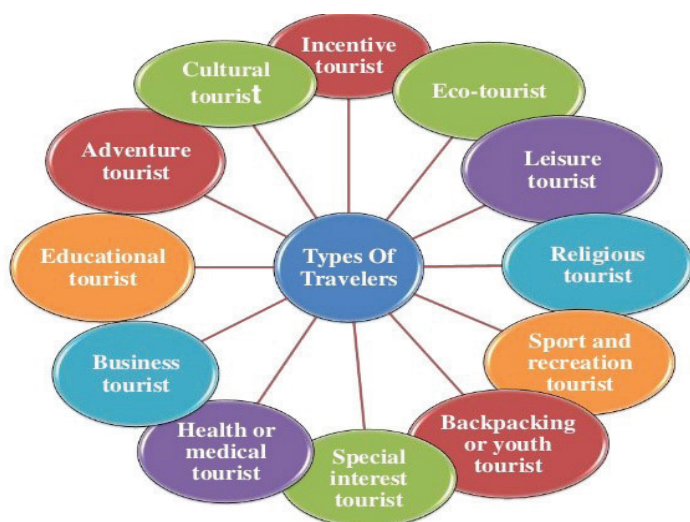 Incentive
tourist
Eco-tourist
Leisure
tourist
Religious
tourist
Sport and
recreation
tourist
Backpacking
or youth
tourist
Special
interest
tourist
Health or
medical
tourist
Business
tourist
Educational
tourist
Adventure
tourist
Cultural
tourist
Types Of
Travelers